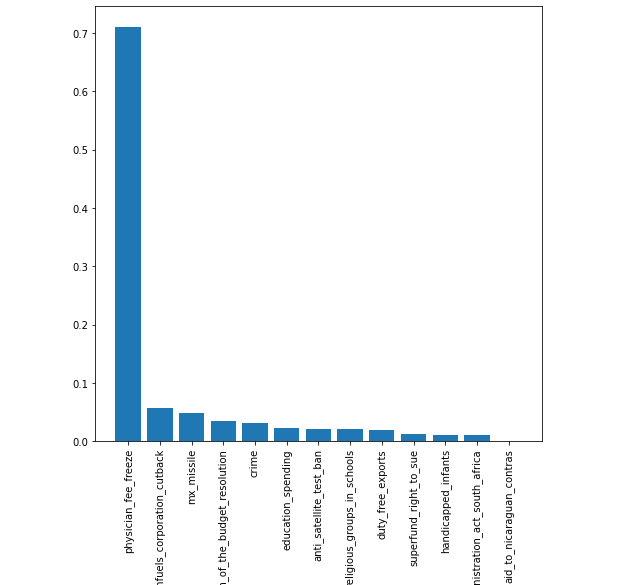 0.7
0.6
0.5
0.4
0.3
0.2
0.1
0.0
physician_fee_freeze
nfuels_corporation_cutback
mx_missile
n_of_the_budget_resolution
crime
education_spending
anti_satellite_test_ban
eligious_groups_in_schools
duty_free_exports
superfund_right_to_sue
handicapped_infants
nistration_act_south_africa
aid_to_nicaraguan_contras